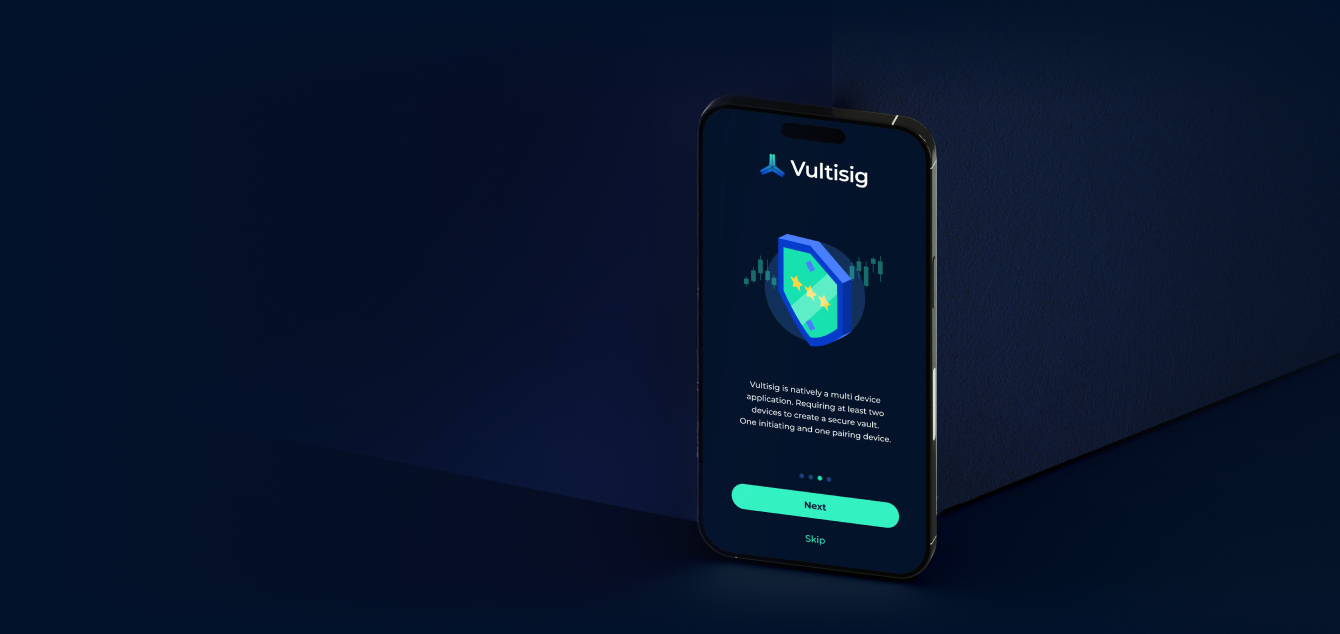 Vultisig
Vultisig is natively a multi device
application. Requiring at least two
devices to create a secure vault.
One initiating and one pairing device.
Next
Skip